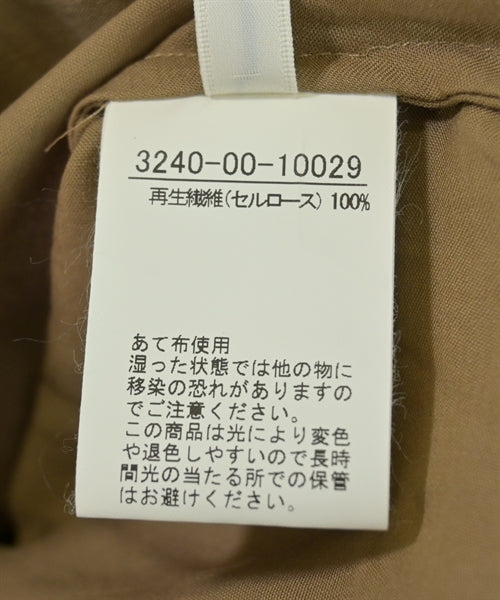 3240-00-10029
再生繊維(セルロース) 100%
あて布使用
湿った状態では他の物に
移染の恐れがありますの
でご注意ください。
この商品は光により変色
や退色しやすいので長時
間光の当たる所での保管
はお避けください。